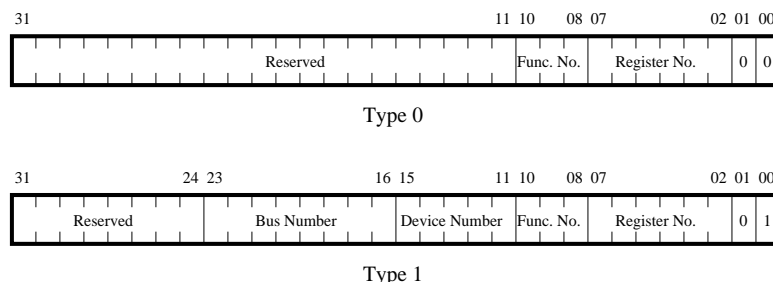 31 11 10 08 07 02 01 00
Reserved Func. No. Register No. 0 0
Type 0
31 24 23 16 15 11 10 08 07 02 01 00
Reserved Bus Number Device Number Func. No. Register No. 0 1
Type 1